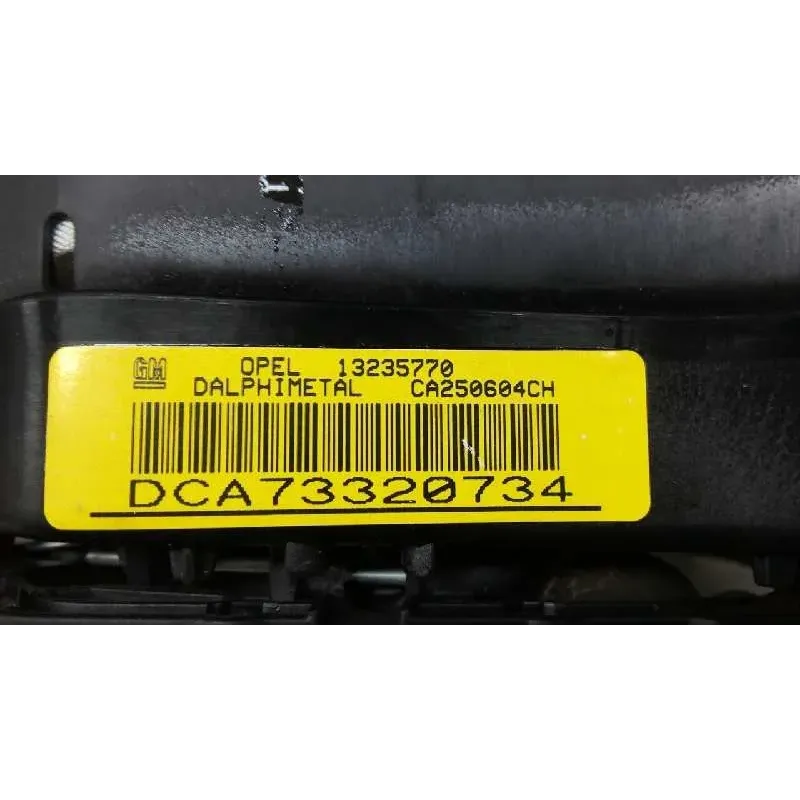 GM OPEL 13235770
DALPHIMETAL CA250604CH
DCA73320734